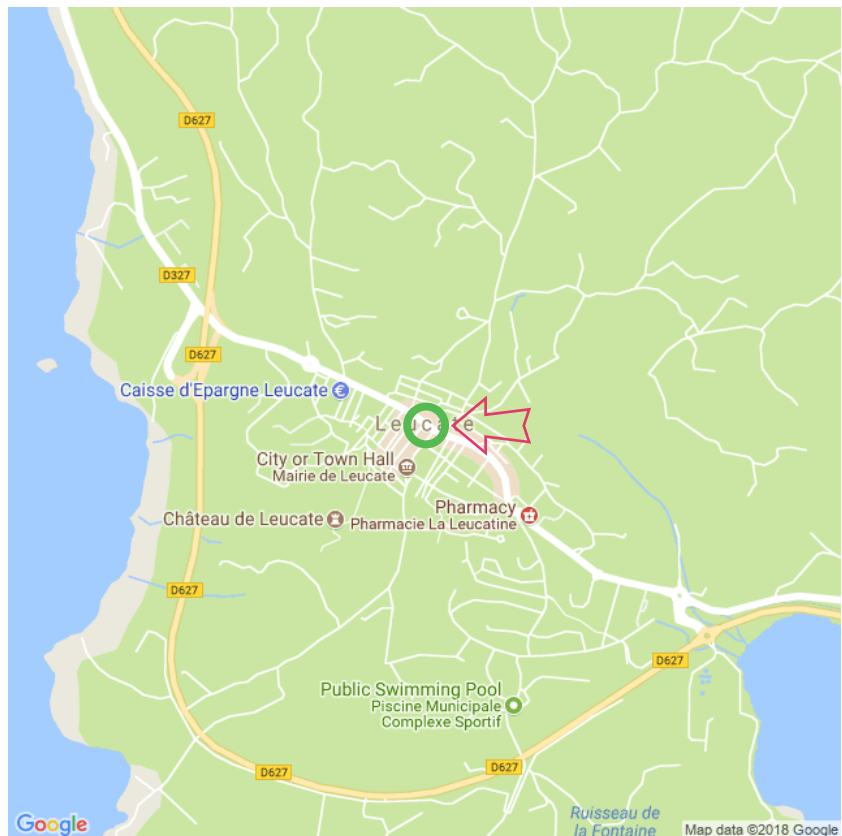 D627
D327
D627
Caisse d'Epargne Leucate
Leucate
City or Town Hall
Mairie de Leucate
Pharmacy
Pharmacie La Leucatine
Château de Leucate
D627
D627
Public Swimming Pool
Piscine Municipale
Complexe Sportif
D627
D627
Ruisseau de
la Fontaine
Google
Map data ©2018 Google